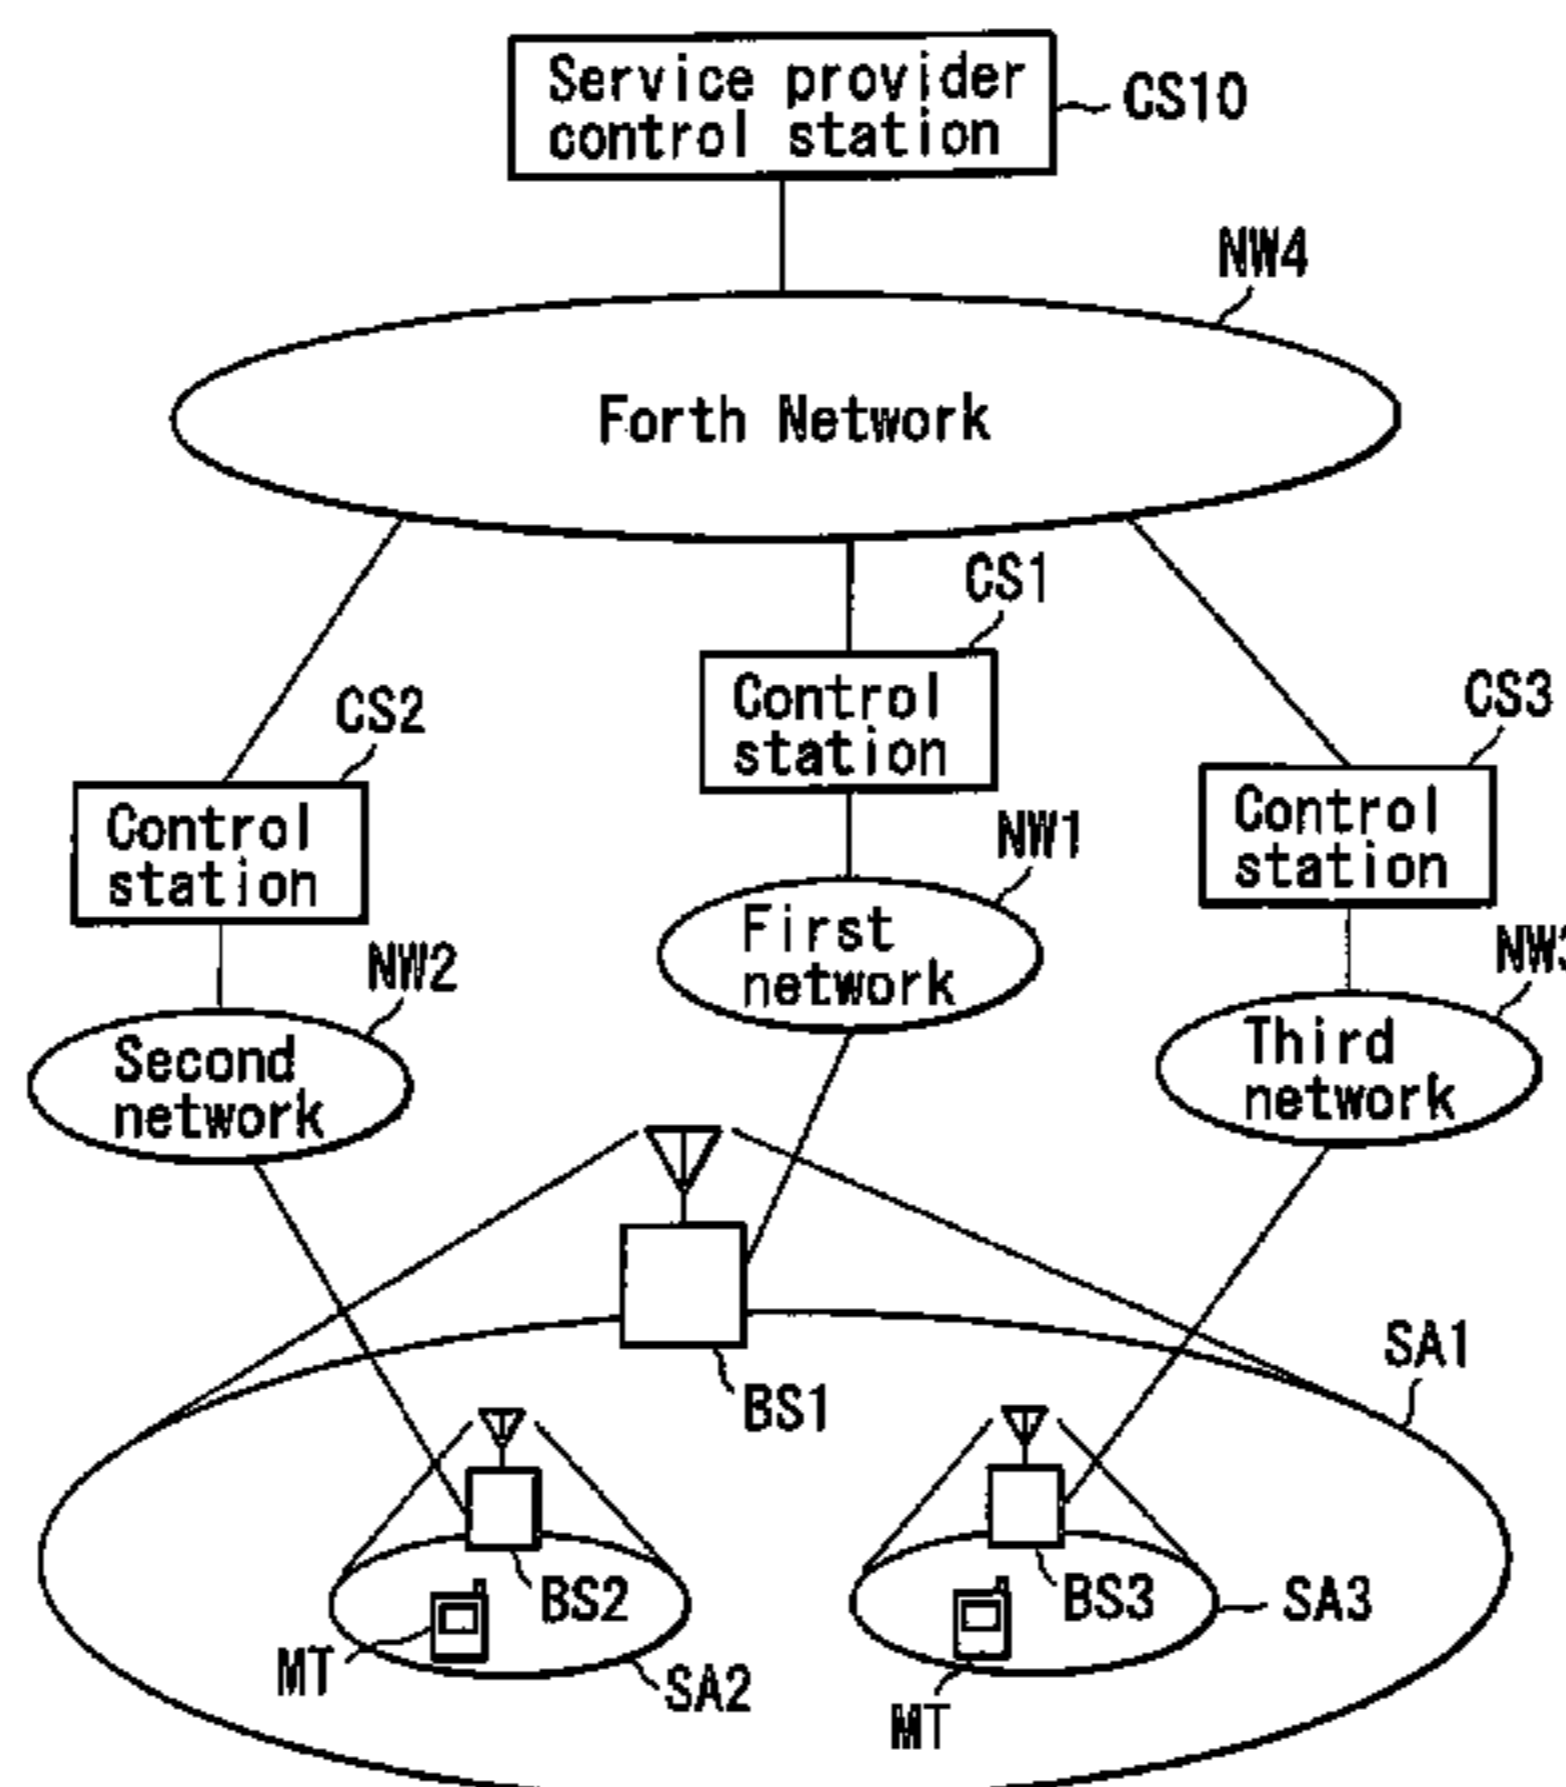 Service provider
control station
CS10
NW4
Forth Network
CS1
Control
station
CS2
Control
station
CS3
Control
station
NW1
First
network
NW2
Second
network
NW3
Third
network
BS1
SA1
BS2
MT
SA2
BS3
SA3
MT